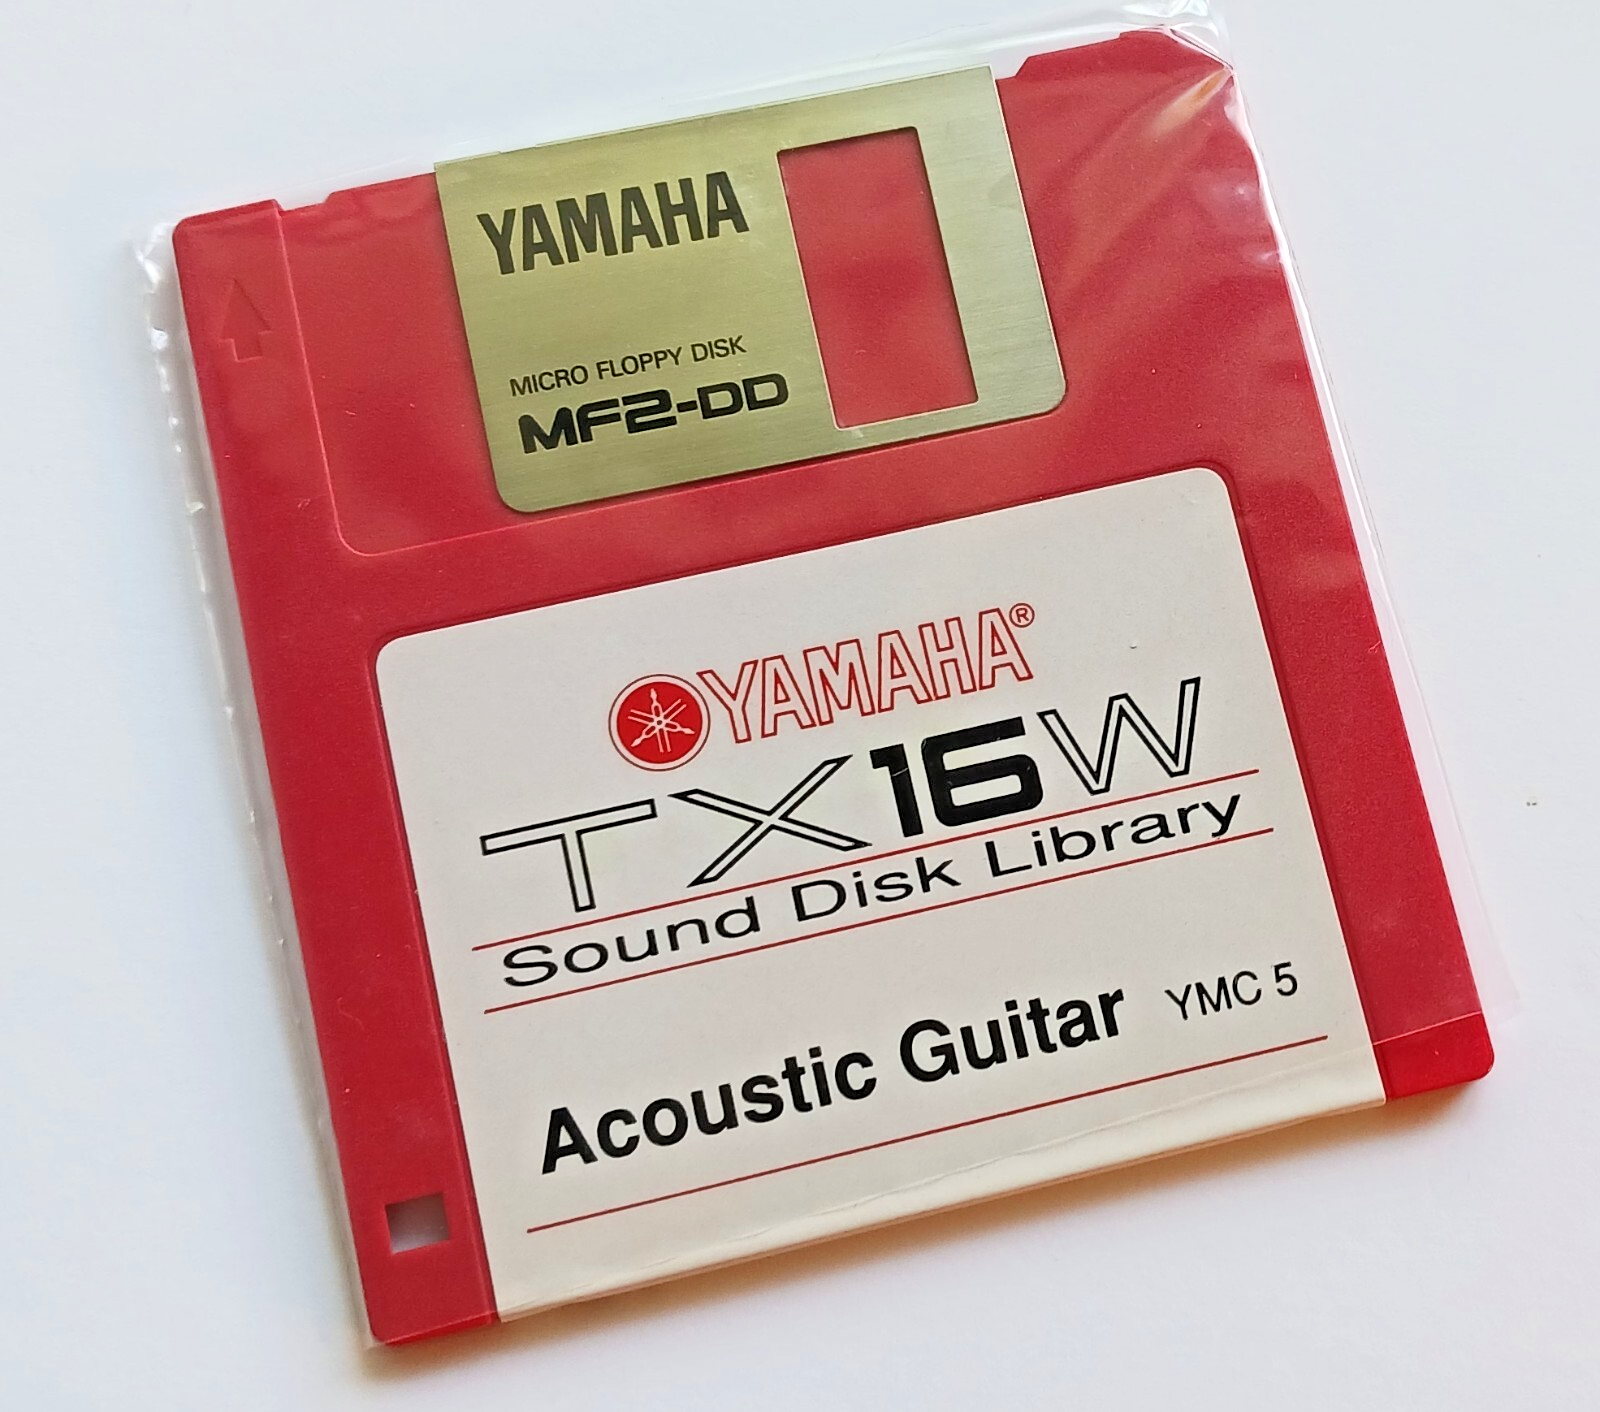 YAMAHA
MICRO FLOPPY DISK
MF2-DD
YAMAHA®
TX16W
Sound Disk Library
Acoustic Guitar YMC 5